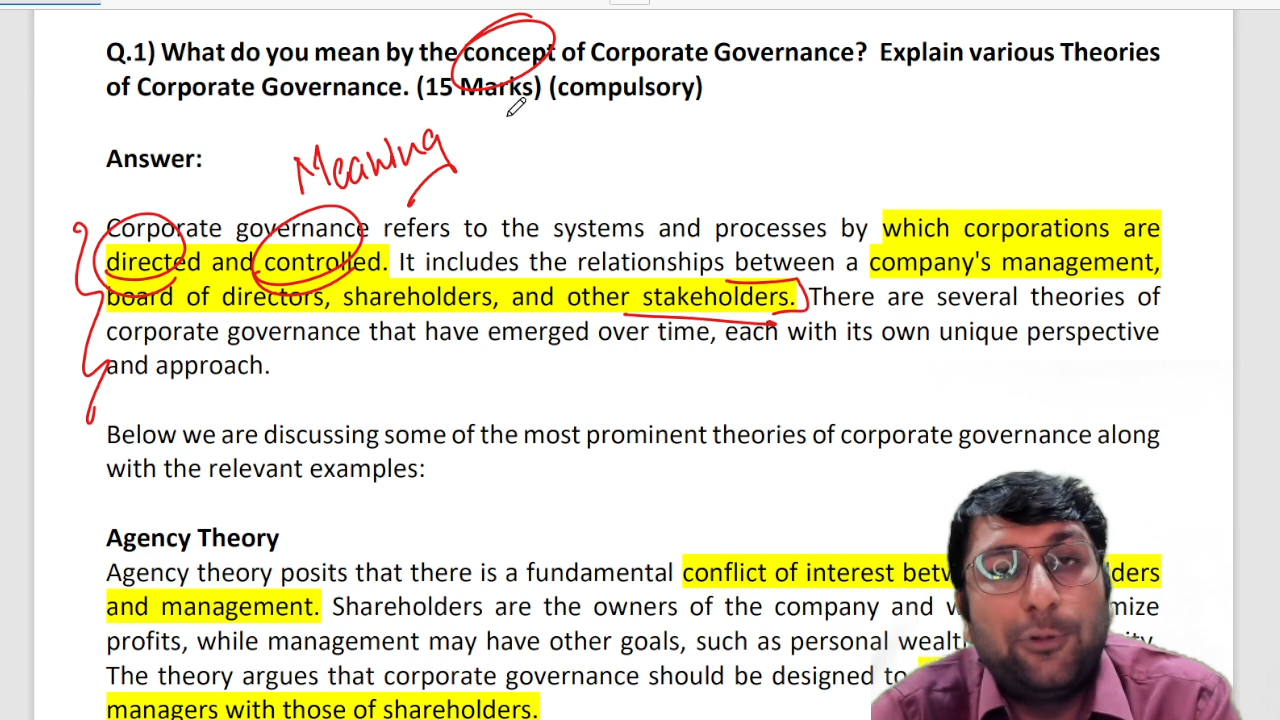 Q.1) What do you mean by the concept of Corporate Governance? Explain various Theories
of Corporate Governance. (15 Marks) (compulsory)
Answer:
Meaning
Corporate governance refers to the systems and processes by which corporations are
directed and controlled. It includes the relationships between a company's management,
board of directors, shareholders, and other stakeholders. There are several theories of
corporate governance that have emerged over time, each with its own unique perspective
and approach.
Below we are discussing some of the most prominent theories of corporate governance along
with the relevant examples:
Agency Theory
Agency theory posits that there is a fundamental conflict of interest
and management. Shareholders are the owners of the company and
profits, while management may have other goals, such as personal
The theory argues that corporate governance should be designed to
managers with those of shareholders.